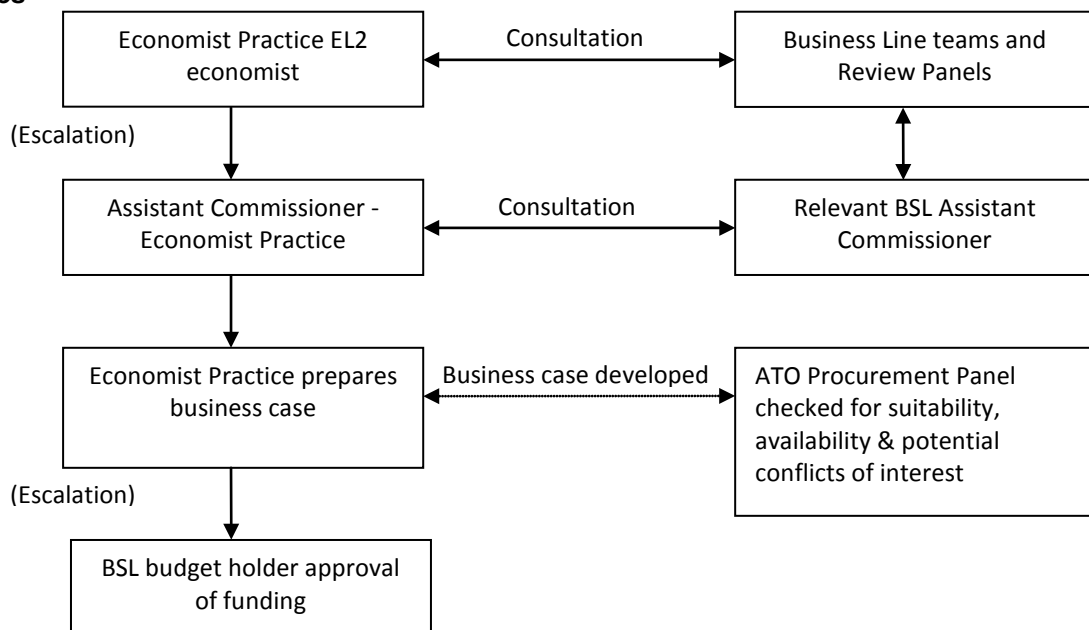 Economist Practice EL2
economist
Consultation
Business Line teams and
Review Panels
(Escalation)
Assistant Commissioner -
Economist Practice
Consultation
Relevant BSL Assistant
Commissioner
Economist Practice prepares
business case
Business case developed
ATO Procurement Panel
checked for suitability,
availability & potential
conflicts of interest
(Escalation)
BSL budget holder approval
of funding